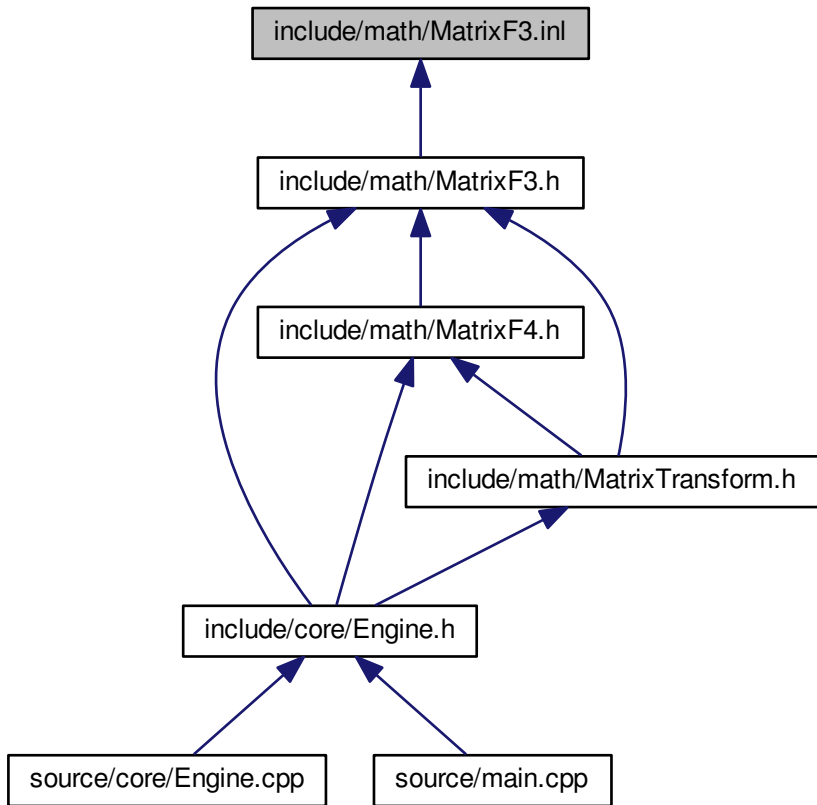 include/math/MatrixF3.inl
include/math/MatrixF3.h
include/math/MatrixF4.h
include/math/MatrixTransform.h
include/core/Engine.h
source/core/Engine.cpp
source/main.cpp